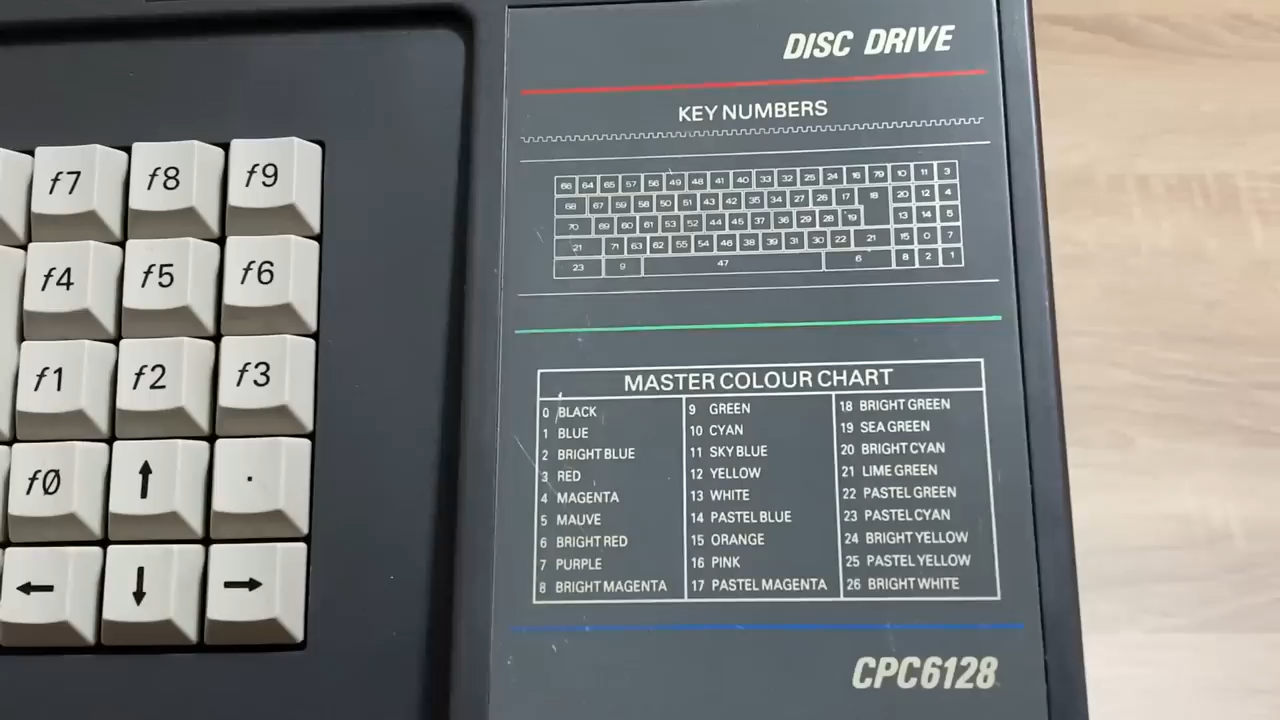 DISC DRIVE
KEY NUMBERS
66 64 65 57 56 49 48 41 40 33 32 25 24 16 79 10 11 3
68 67 59 58 50 51 43 42 35 34 27 26 17 18 20 12 4
70 69 60 61 53 52 44 45 37 36 29 28 19 13 14 5
21 71 63 62 55 54 46 38 39 31 30 22 21 15 0 7
23 9 47 6 8 2 1
f7 f8 f9
f4 f5 f6
f1 f2 f3
f0 ↑ .
← ↓ →
MASTER COLOUR CHART
0 BLACK
1 BLUE
2 BRIGHT BLUE
3 RED
4 MAGENTA
5 MAUVE
6 BRIGHT RED
7 PURPLE
8 BRIGHT MAGENTA
9 GREEN
10 CYAN
11 SKY BLUE
12 YELLOW
13 WHITE
14 PASTEL BLUE
15 ORANGE
16 PINK
17 PASTEL MAGENTA
18 BRIGHT GREEN
19 SEA GREEN
20 BRIGHT CYAN
21 LIME GREEN
22 PASTEL GREEN
23 PASTEL CYAN
24 BRIGHT YELLOW
25 PASTEL YELLOW
26 BRIGHT WHITE
CPC6128